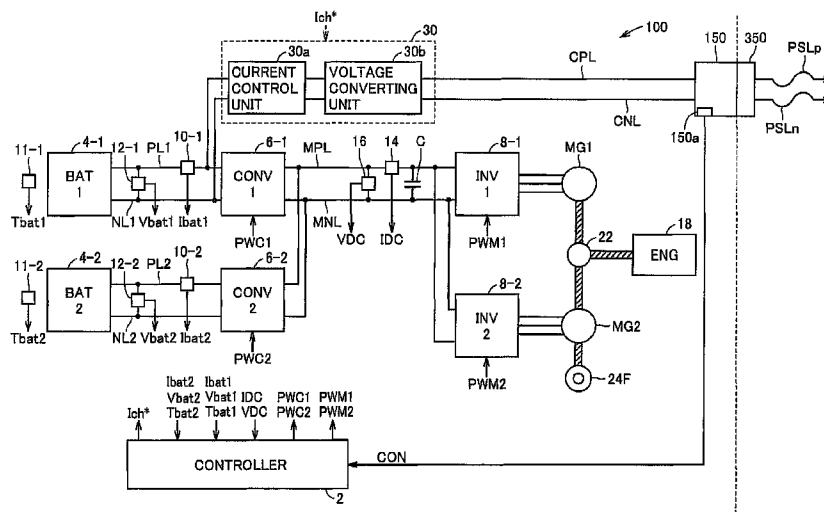 Ich*
30
100
150
350
30a
30b
PSLp
CURRENT
CONTROL
UNIT
VOLTAGE
CONVERTING
UNIT
CPL
CNL
PSLn
150a
4-1
12-1
PL1
10-1
6-1
MPL
16
14
C
8-1
MG1
11-1
BAT
1
CONV
1
INV
1
Tbat1
NL1
Vbat1
Ibat1
PWC1
MNL
VDC
IDC
PWM1
22
18
ENG
4-2
12-2
PL2
10-2
6-2
8-2
11-2
BAT
2
CONV
2
INV
2
MG2
Tbat2
NL2
Vbat2
Ibat2
PWC2
PWM2
24F
Ich*
Ibat2
Vbat2
Tbat2
Ibat1
Vbat1
Tbat1
IDC
VDC
PWC1
PWC2
PWM1
PWM2
CONTROLLER
CON
2